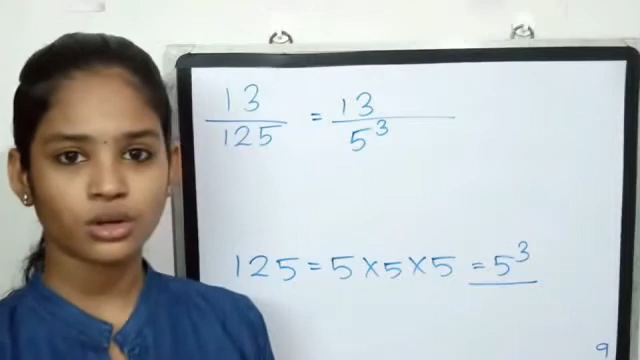 13/125 = 13/5³
125 = 5 × 5 × 5 = 5³
9